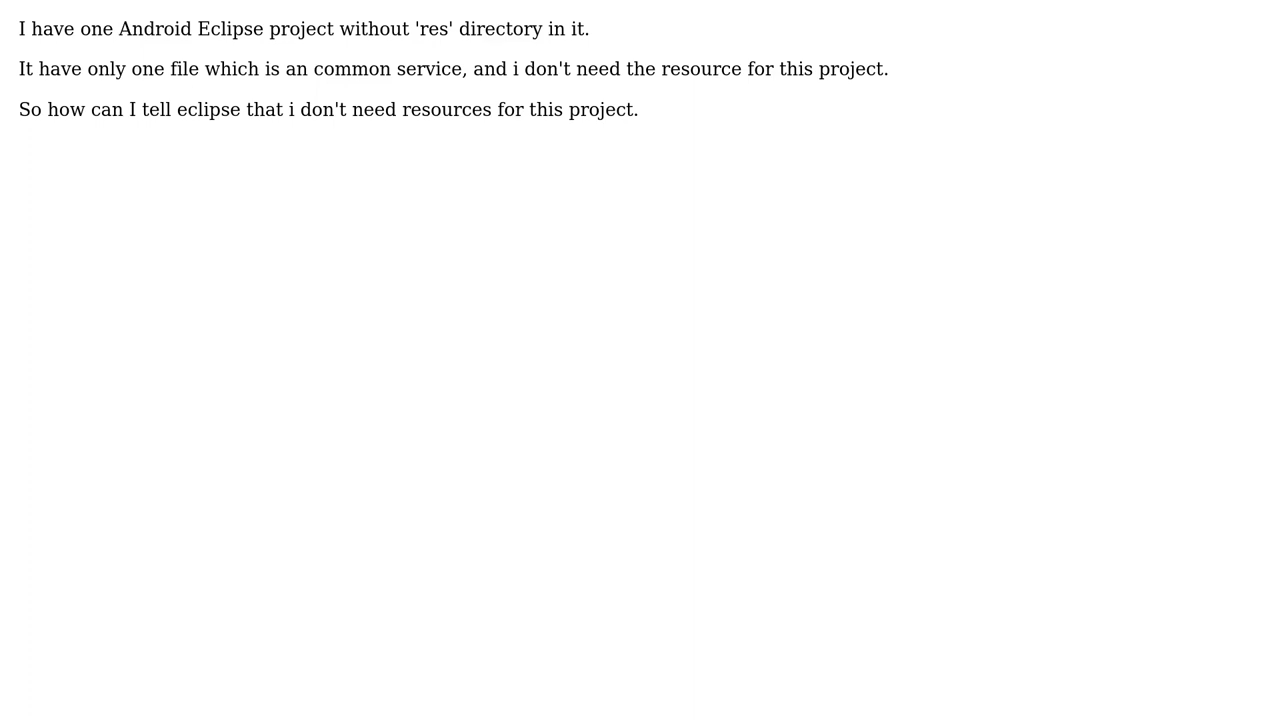 I have one Android Eclipse project without 'res' directory in it.
It have only one file which is an common service, and i don't need the resource for this project.
So how can I tell eclipse that i don't need resources for this project.